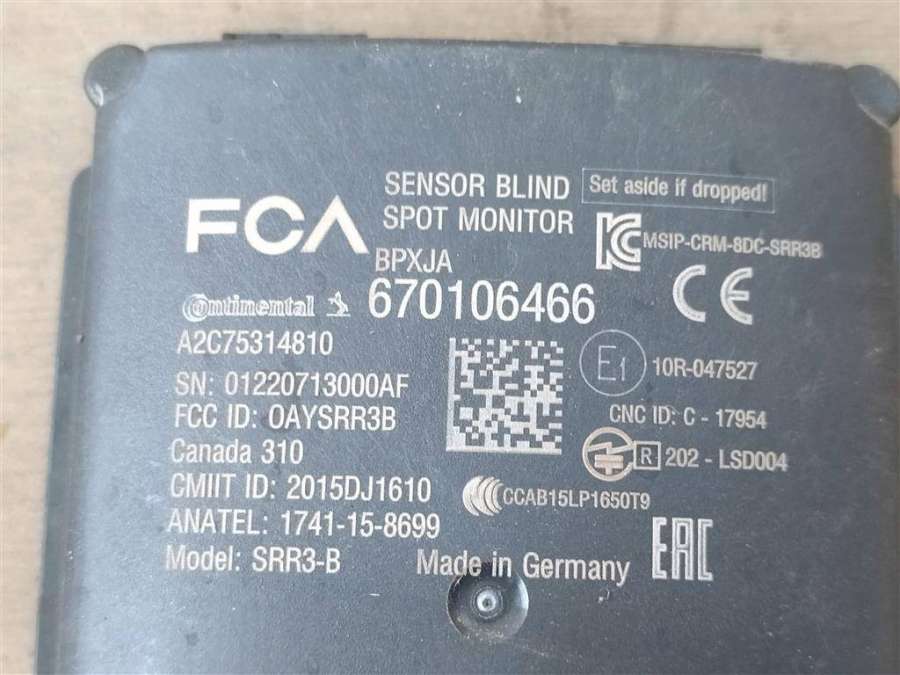 FCA
SENSOR BLIND
SPOT MONITOR
Set aside if dropped!
MSIP-CRM-8DC-SRR3B
BPXJA
Continental
670106466
CE
A2C75314810
E1
10R-047527
SN: 01220713000AF
FCC ID: OAYSRR3B
CNC ID: C - 17954
Canada 310
R 202 - LSD004
CMIIT ID: 2015DJ1610
CCAB15LP1650T9
ANATEL: 1741-15-8699
Model: SRR3-B
Made in Germany
EAC